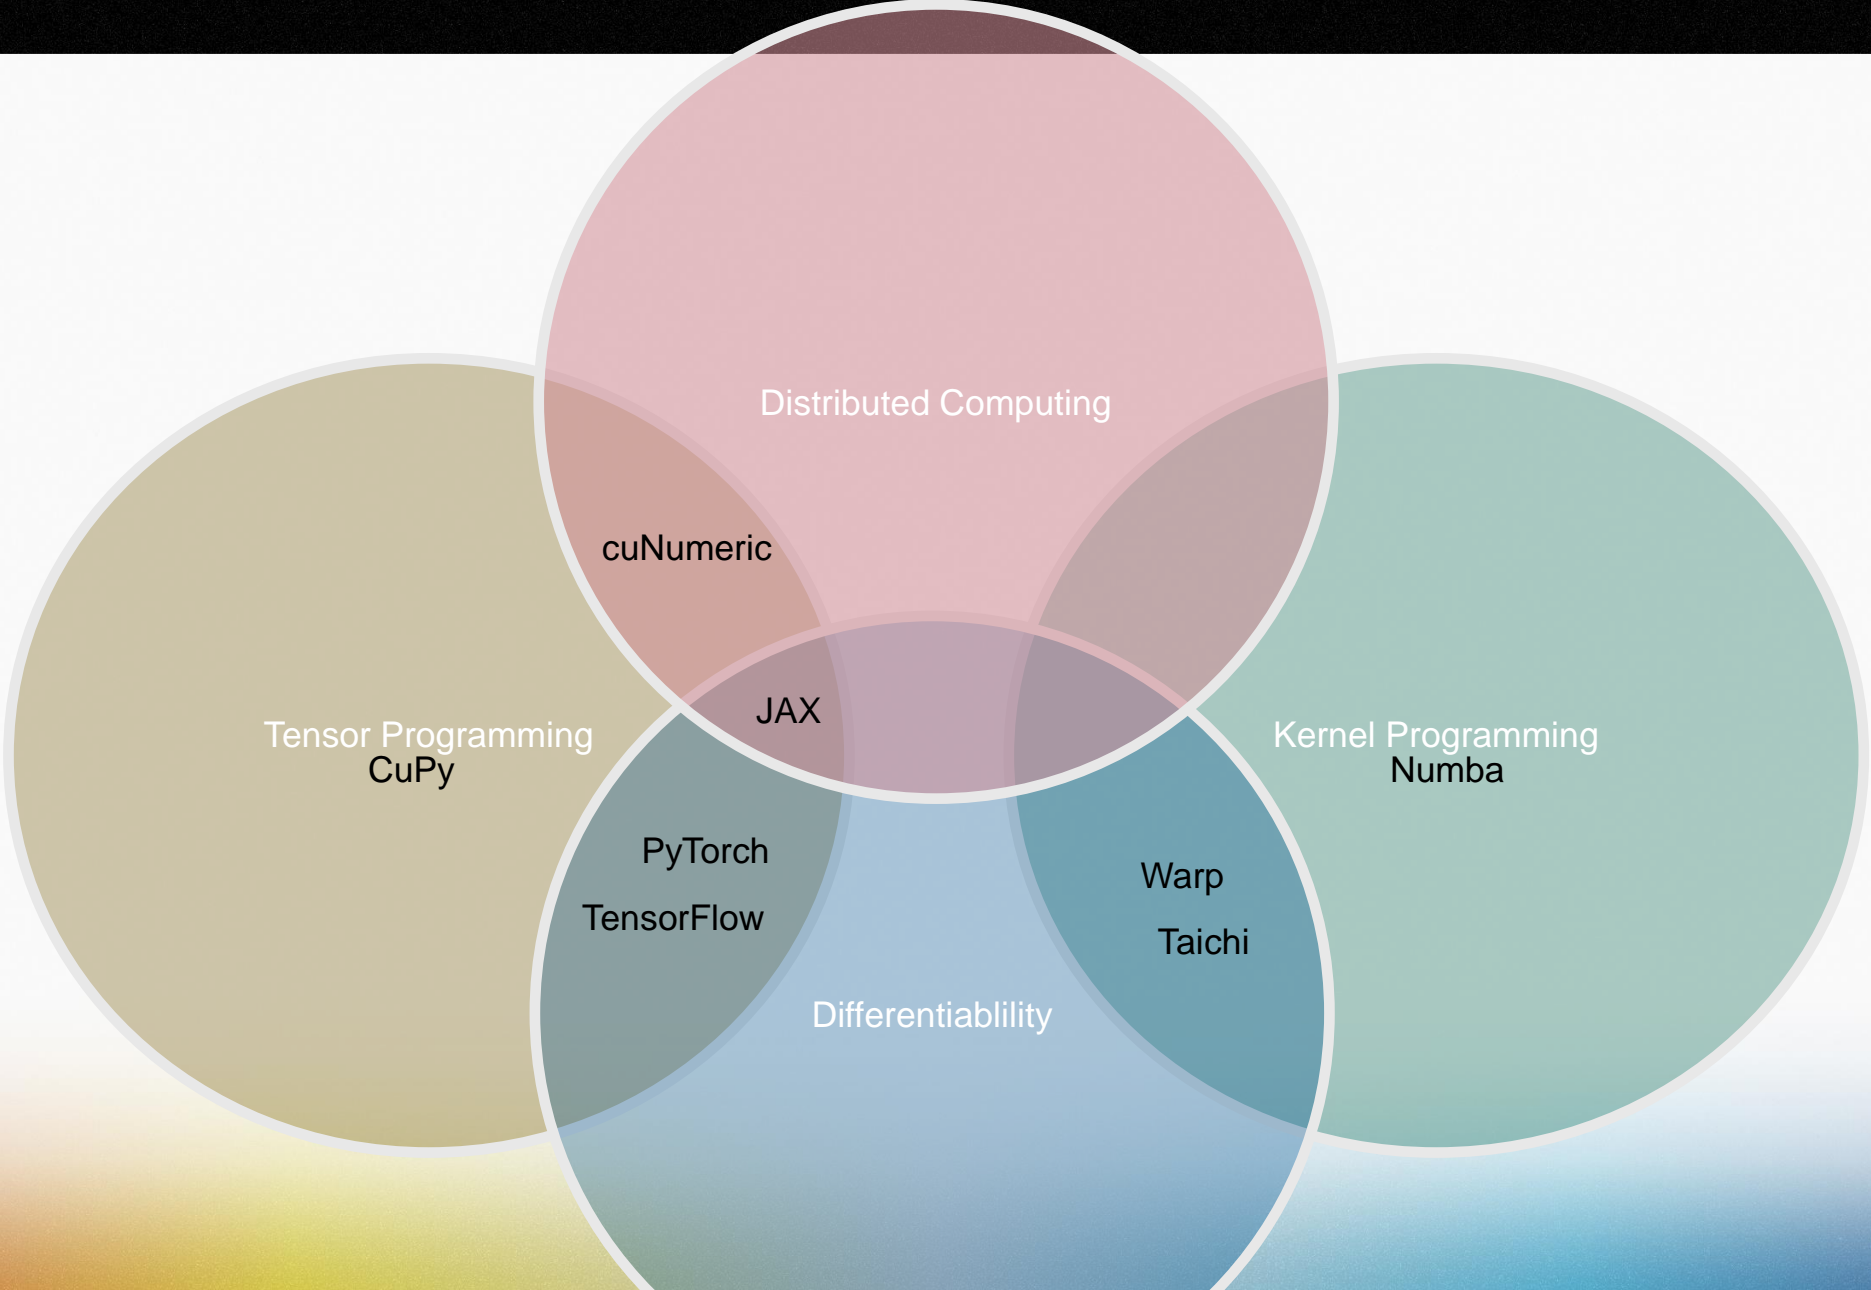 Distributed Computing
cuNumeric
JAX
Tensor Programming
CuPy
Kernel Programming
Numba
PyTorch
TensorFlow
Warp
Taichi
Differentiablility